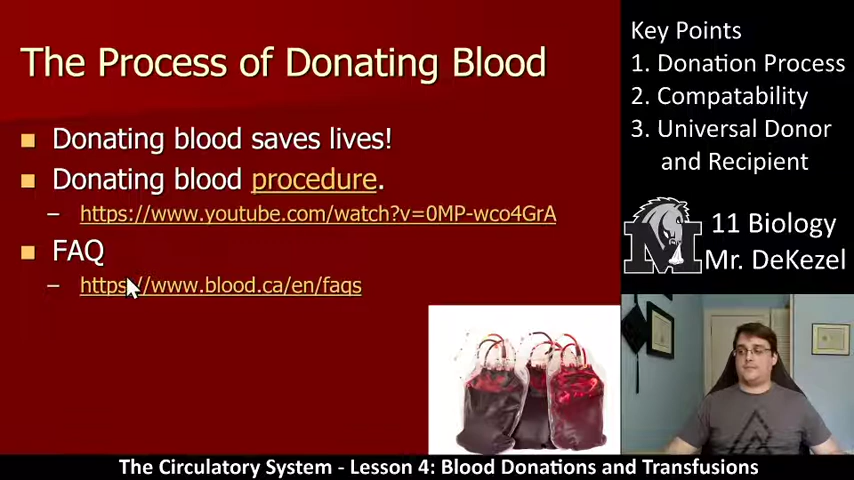 The Process of Donating Blood
Donating blood saves lives!
Donating blood procedure.
– https://www.youtube.com/watch?v=0MP-wco4GrA
FAQ
– https://www.blood.ca/en/faqs
Key Points
1. Donation Process
2. Compatability
3. Universal Donor
and Recipient
M
11 Biology
Mr. DeKezel
The Circulatory System - Lesson 4: Blood Donations and Transfusions